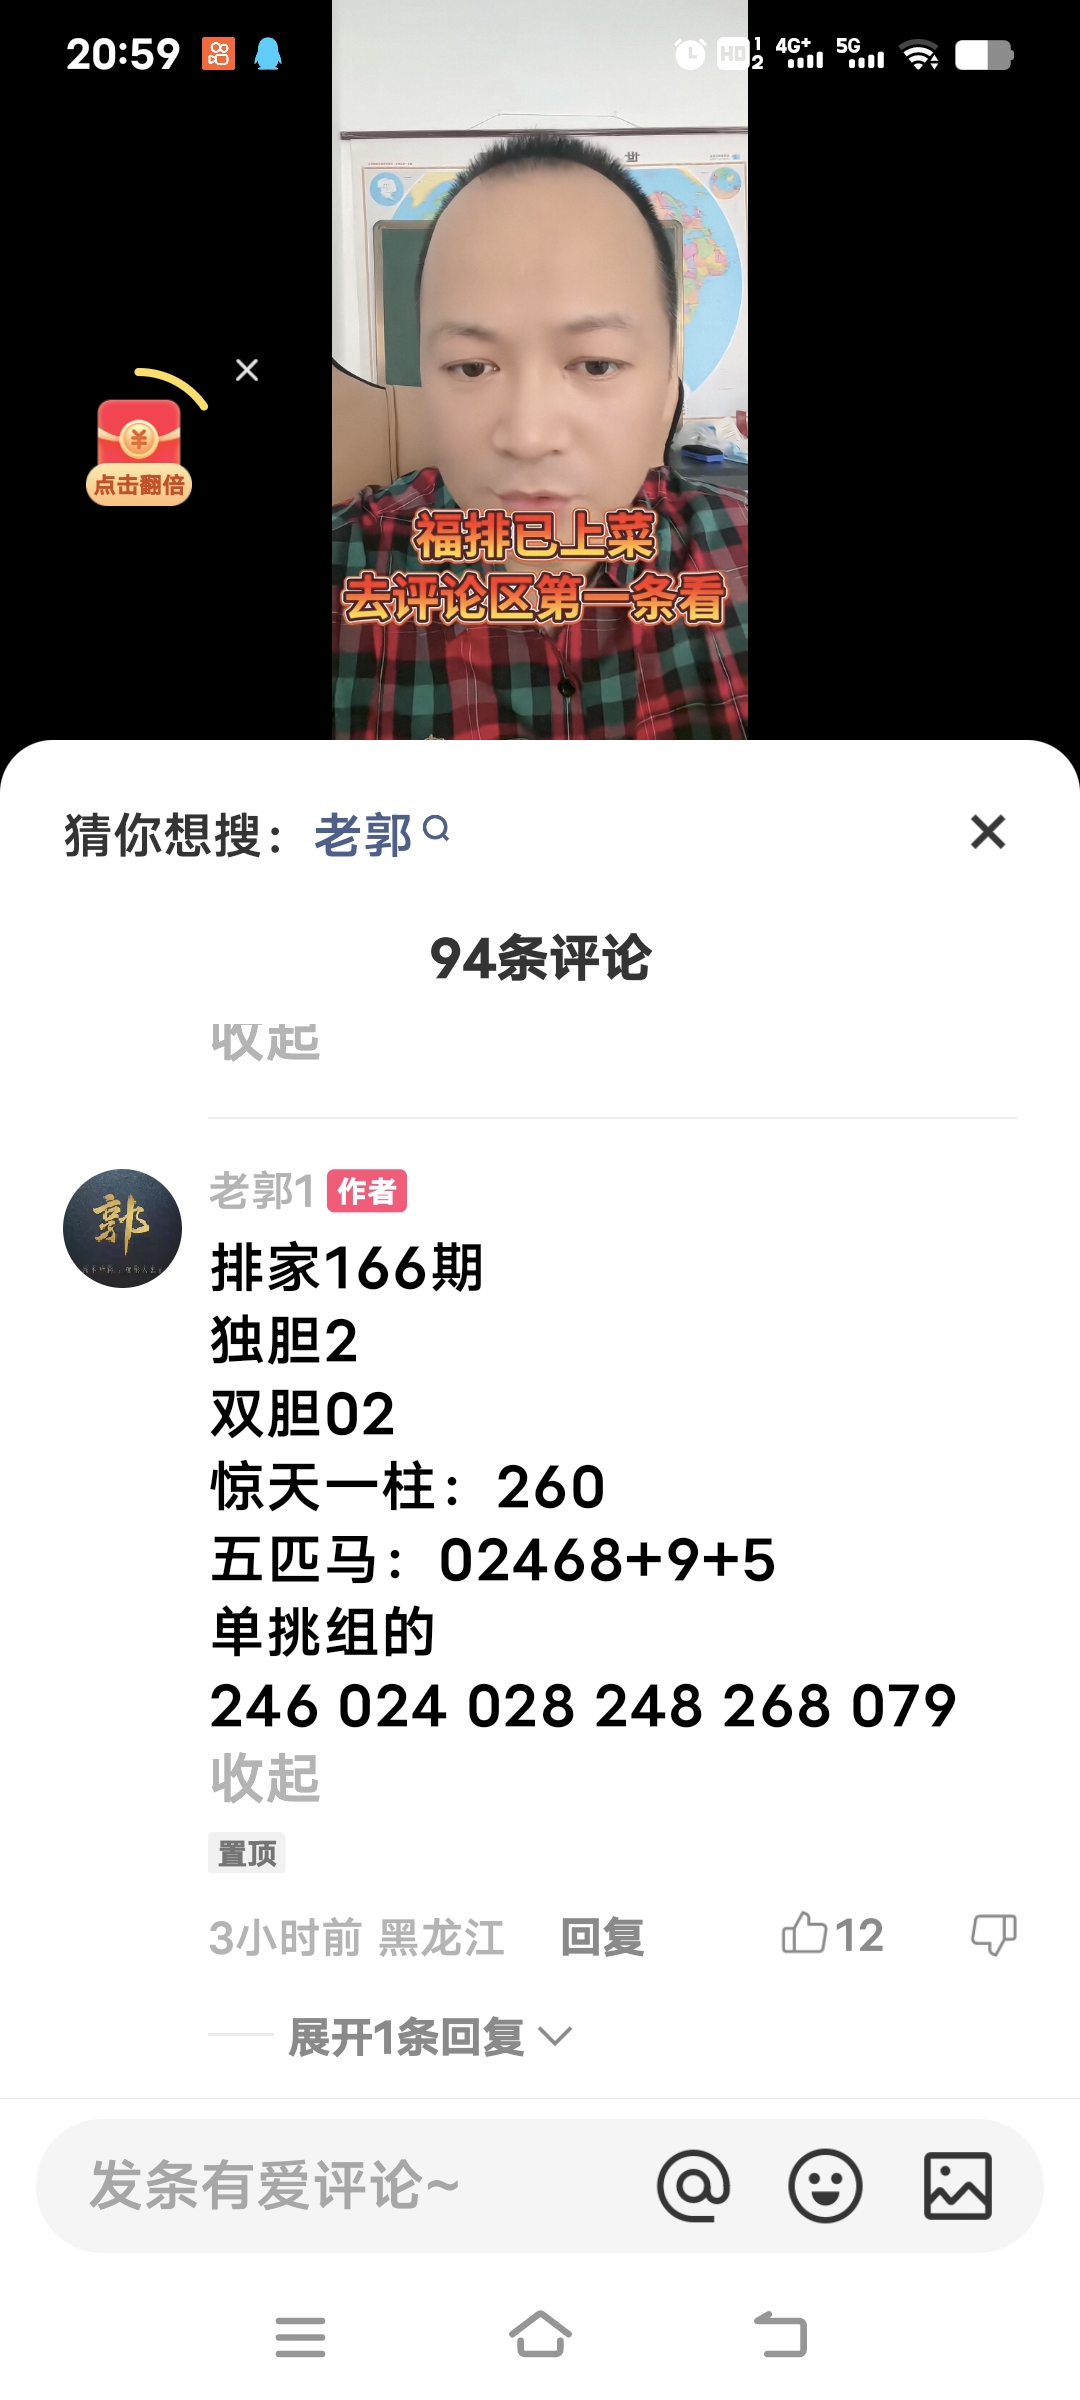 20:59
HD 1 2 4G+ 5G
世
点击翻倍
福排已上菜
去评论区第一条看
猜你想搜：老郭
94条评论
收起
郭
老郭1 作者
排家166期
独胆2
双胆02
惊天一柱：260
五匹马：02468+9+5
单挑组的
246 024 028 248 268 079
收起
置顶
3小时前 黑龙江 回复 12
展开1条回复
发条有爱评论~